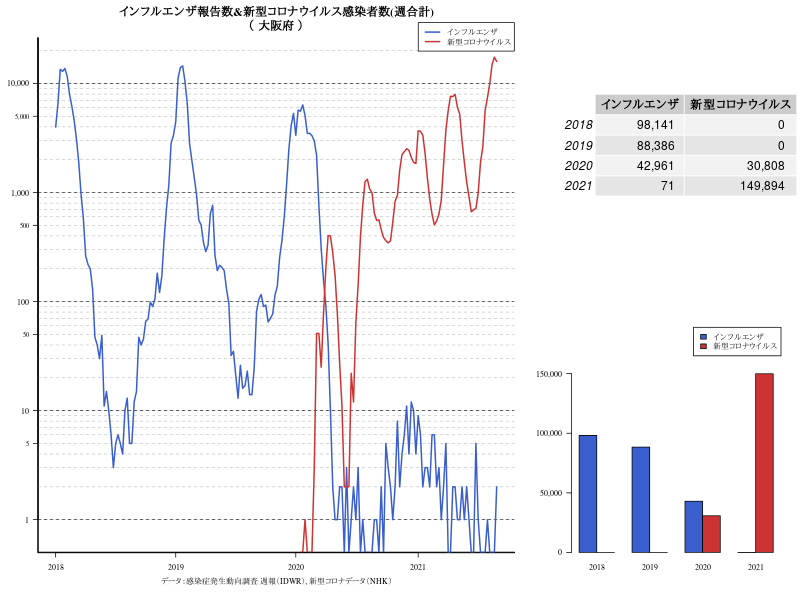 インフルエンザ報告数&新型コロナウイルス感染者数(週合計)
( 大阪府 )
インフルエンザ
新型コロナウイルス
10,000
5,000
1,000
500
100
50
10
5
1
2018 2019 2020 2021
データ:感染症発生動向調査 週報(IDWR)、新型コロナデータ(NHK)
インフルエンザ 新型コロナウイルス
2018 98,141 0
2019 88,386 0
2020 42,961 30,808
2021 71 149,894
インフルエンザ
新型コロナウイルス
150,000
100,000
50,000
0
2018 2019 2020 2021